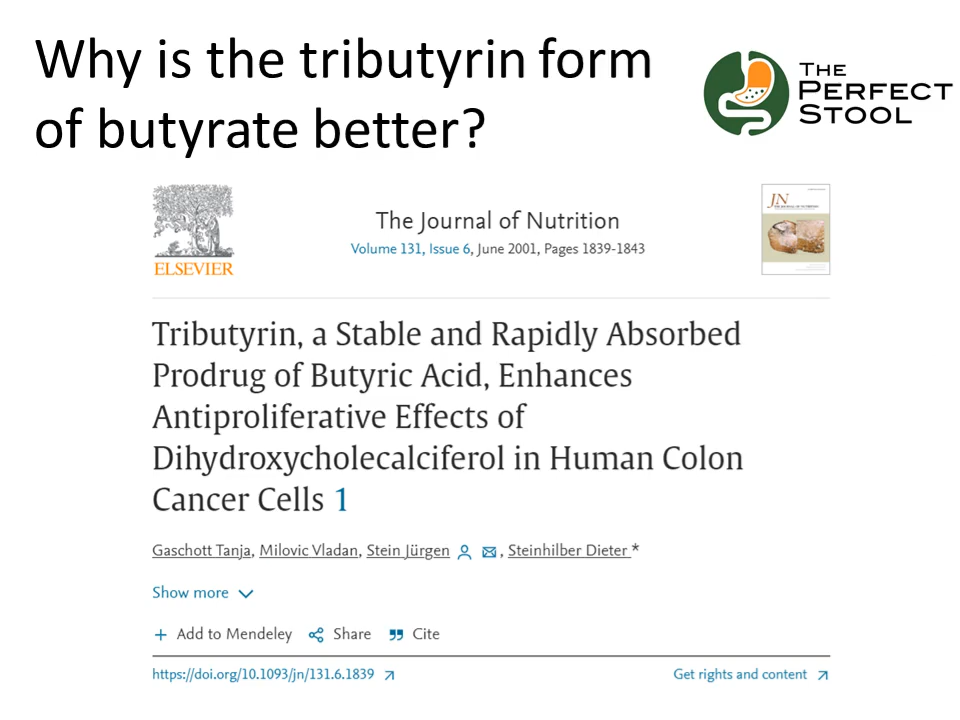 Why is the tributyrin form
of butyrate better?
THE
PERFECT
STOOL
ELSEVIER
The Journal of Nutrition
Volume 131, Issue 6, June 2001, Pages 1839-1843
JN
Tributyrin, a Stable and Rapidly Absorbed
Prodrug of Butyric Acid, Enhances
Antiproliferative Effects of
Dihydroxycholecalciferol in Human Colon
Cancer Cells 1
Gaschott Tanja, Milovic Vladan, Stein Jürgen , Steinhilber Dieter *
Show more
+ Add to Mendeley Share Cite
https://doi.org/10.1093/jn/131.6.1839
Get rights and content